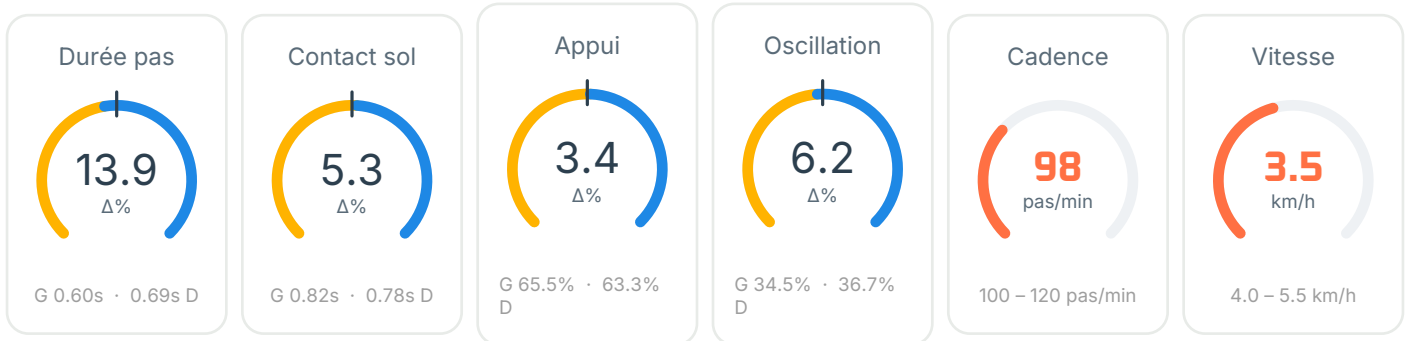 Durée pas
13.9
Δ%
G 0.60s · 0.69s D
Contact sol
5.3
Δ%
G 0.82s · 0.78s D
Appui
3.4
Δ%
G 65.5% · 63.3%
D
Oscillation
6.2
Δ%
G 34.5% · 36.7%
D
Cadence
98
pas/min
100 – 120 pas/min
Vitesse
3.5
km/h
4.0 – 5.5 km/h